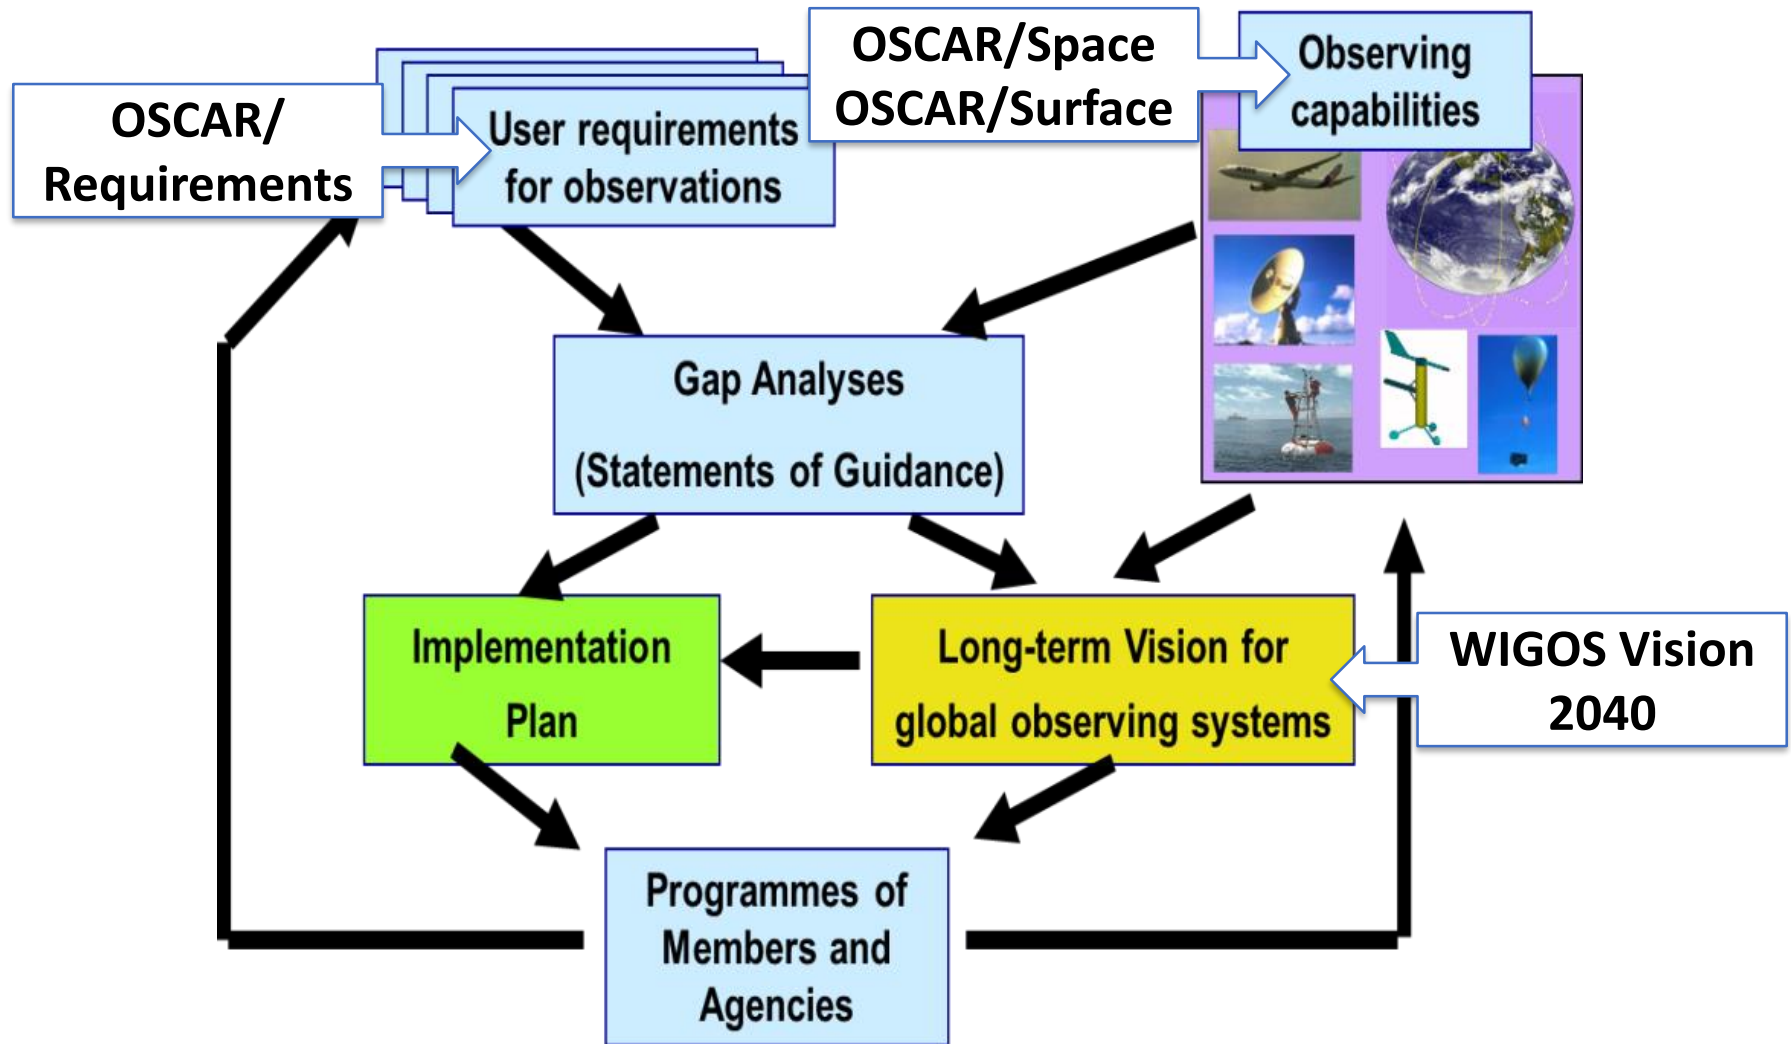 OSCAR/
Requirements
User requirements
for observations
OSCAR/Space
OSCAR/Surface
Observing
capabilities
Gap Analyses
(Statements of Guidance)
Implementation
Plan
Long-term Vision for
global observing systems
WIGOS Vision
2040
Programmes of
Members and
Agencies